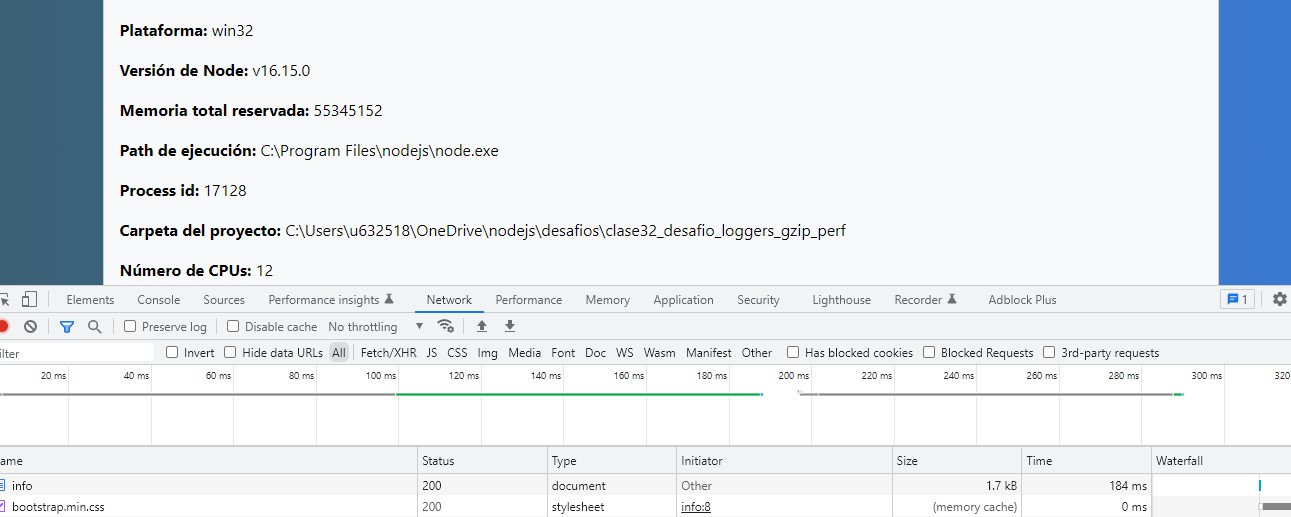 Plataforma: win32
Versión de Node: v16.15.0
Memoria total reservada: 55345152
Path de ejecución: C:\Program Files\nodejs\node.exe
Process id: 17128
Carpeta del proyecto: C:\Users\u632518\OneDrive\nodejs\desafios\clase32_desafio_loggers_gzip_perf
Número de CPUs: 12
Elements Console Sources Performance insights Network Performance Memory Application Security Lighthouse Recorder Adblock Plus 1
Preserve log Disable cache No throttling
ilter Invert Hide data URLs All Fetch/XHR JS CSS Img Media Font Doc WS Wasm Manifest Other Has blocked cookies Blocked Requests 3rd-party requests
20 ms 40 ms 60 ms 80 ms 100 ms 120 ms 140 ms 160 ms 180 ms 200 ms 220 ms 240 ms 260 ms 280 ms 300 ms 320
ame Status Type Initiator Size Time Waterfall
info 200 document Other 1.7 kB 184 ms
bootstrap.min.css 200 stylesheet info:8 (memory cache) 0 ms